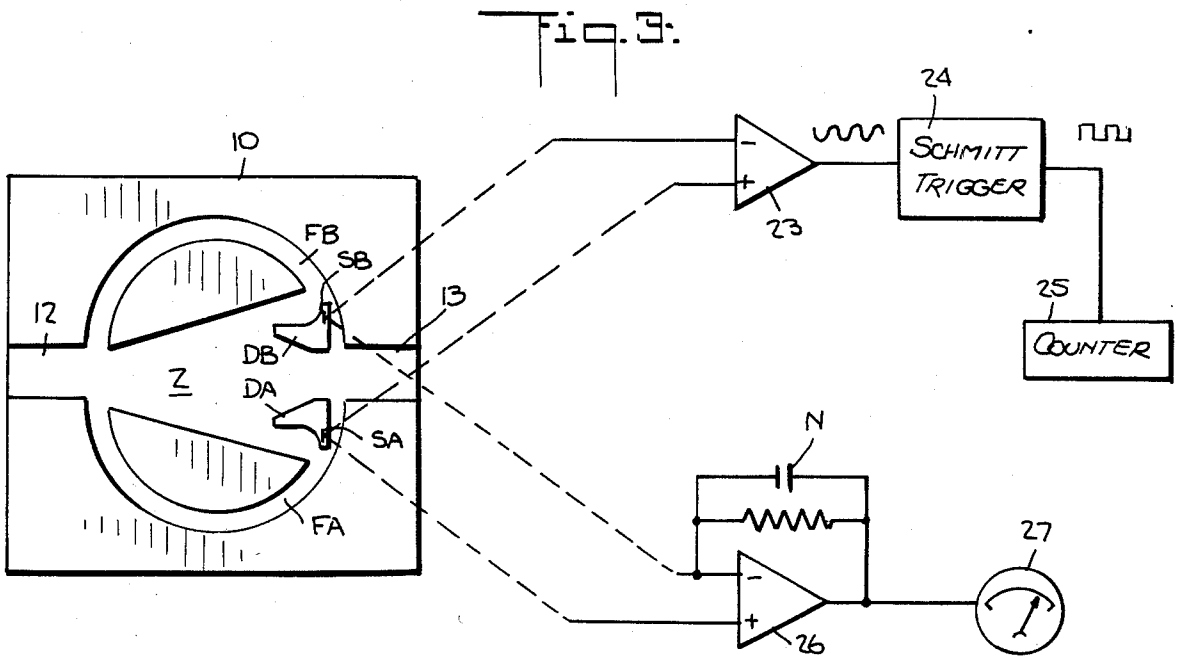 Fig. 3.
24
10
SCHMITT
TRIGGER
-
+
23
FB
SB
12
13
25
COUNTER
DB
Z
DA
SA
N
FA
27
-
+
26